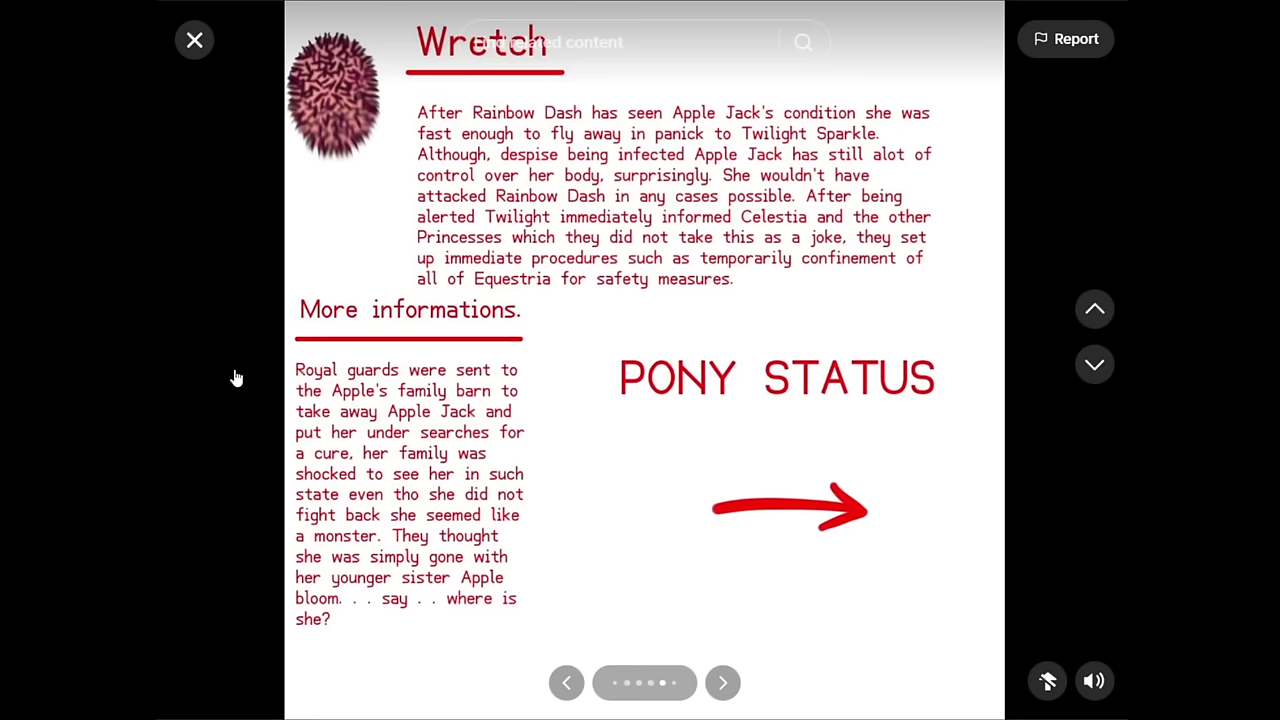 Wretch
Find related content
Report
After Rainbow Dash has seen Apple Jack's condition she was
fast enough to fly away in panick to Twilight Sparkle.
Although, despise being infected Apple Jack has still alot of
control over her body, surprisingly. She wouldn't have
attacked Rainbow Dash in any cases possible. After being
alerted Twilight immediately informed Celestia and the other
Princesses which they did not take this as a joke, they set
up immediate procedures such as temporarily confinement of
all of Equestria for safety measures.
More informations.
Royal guards were sent to
the Apple's family barn to
take away Apple Jack and
put her under searches for
a cure, her family was
shocked to see her in such
state even tho she did not
fight back she seemed like
a monster. They thought
she was simply gone with
her younger sister Apple
bloom. . . say . . where is
she?
PONY STATUS